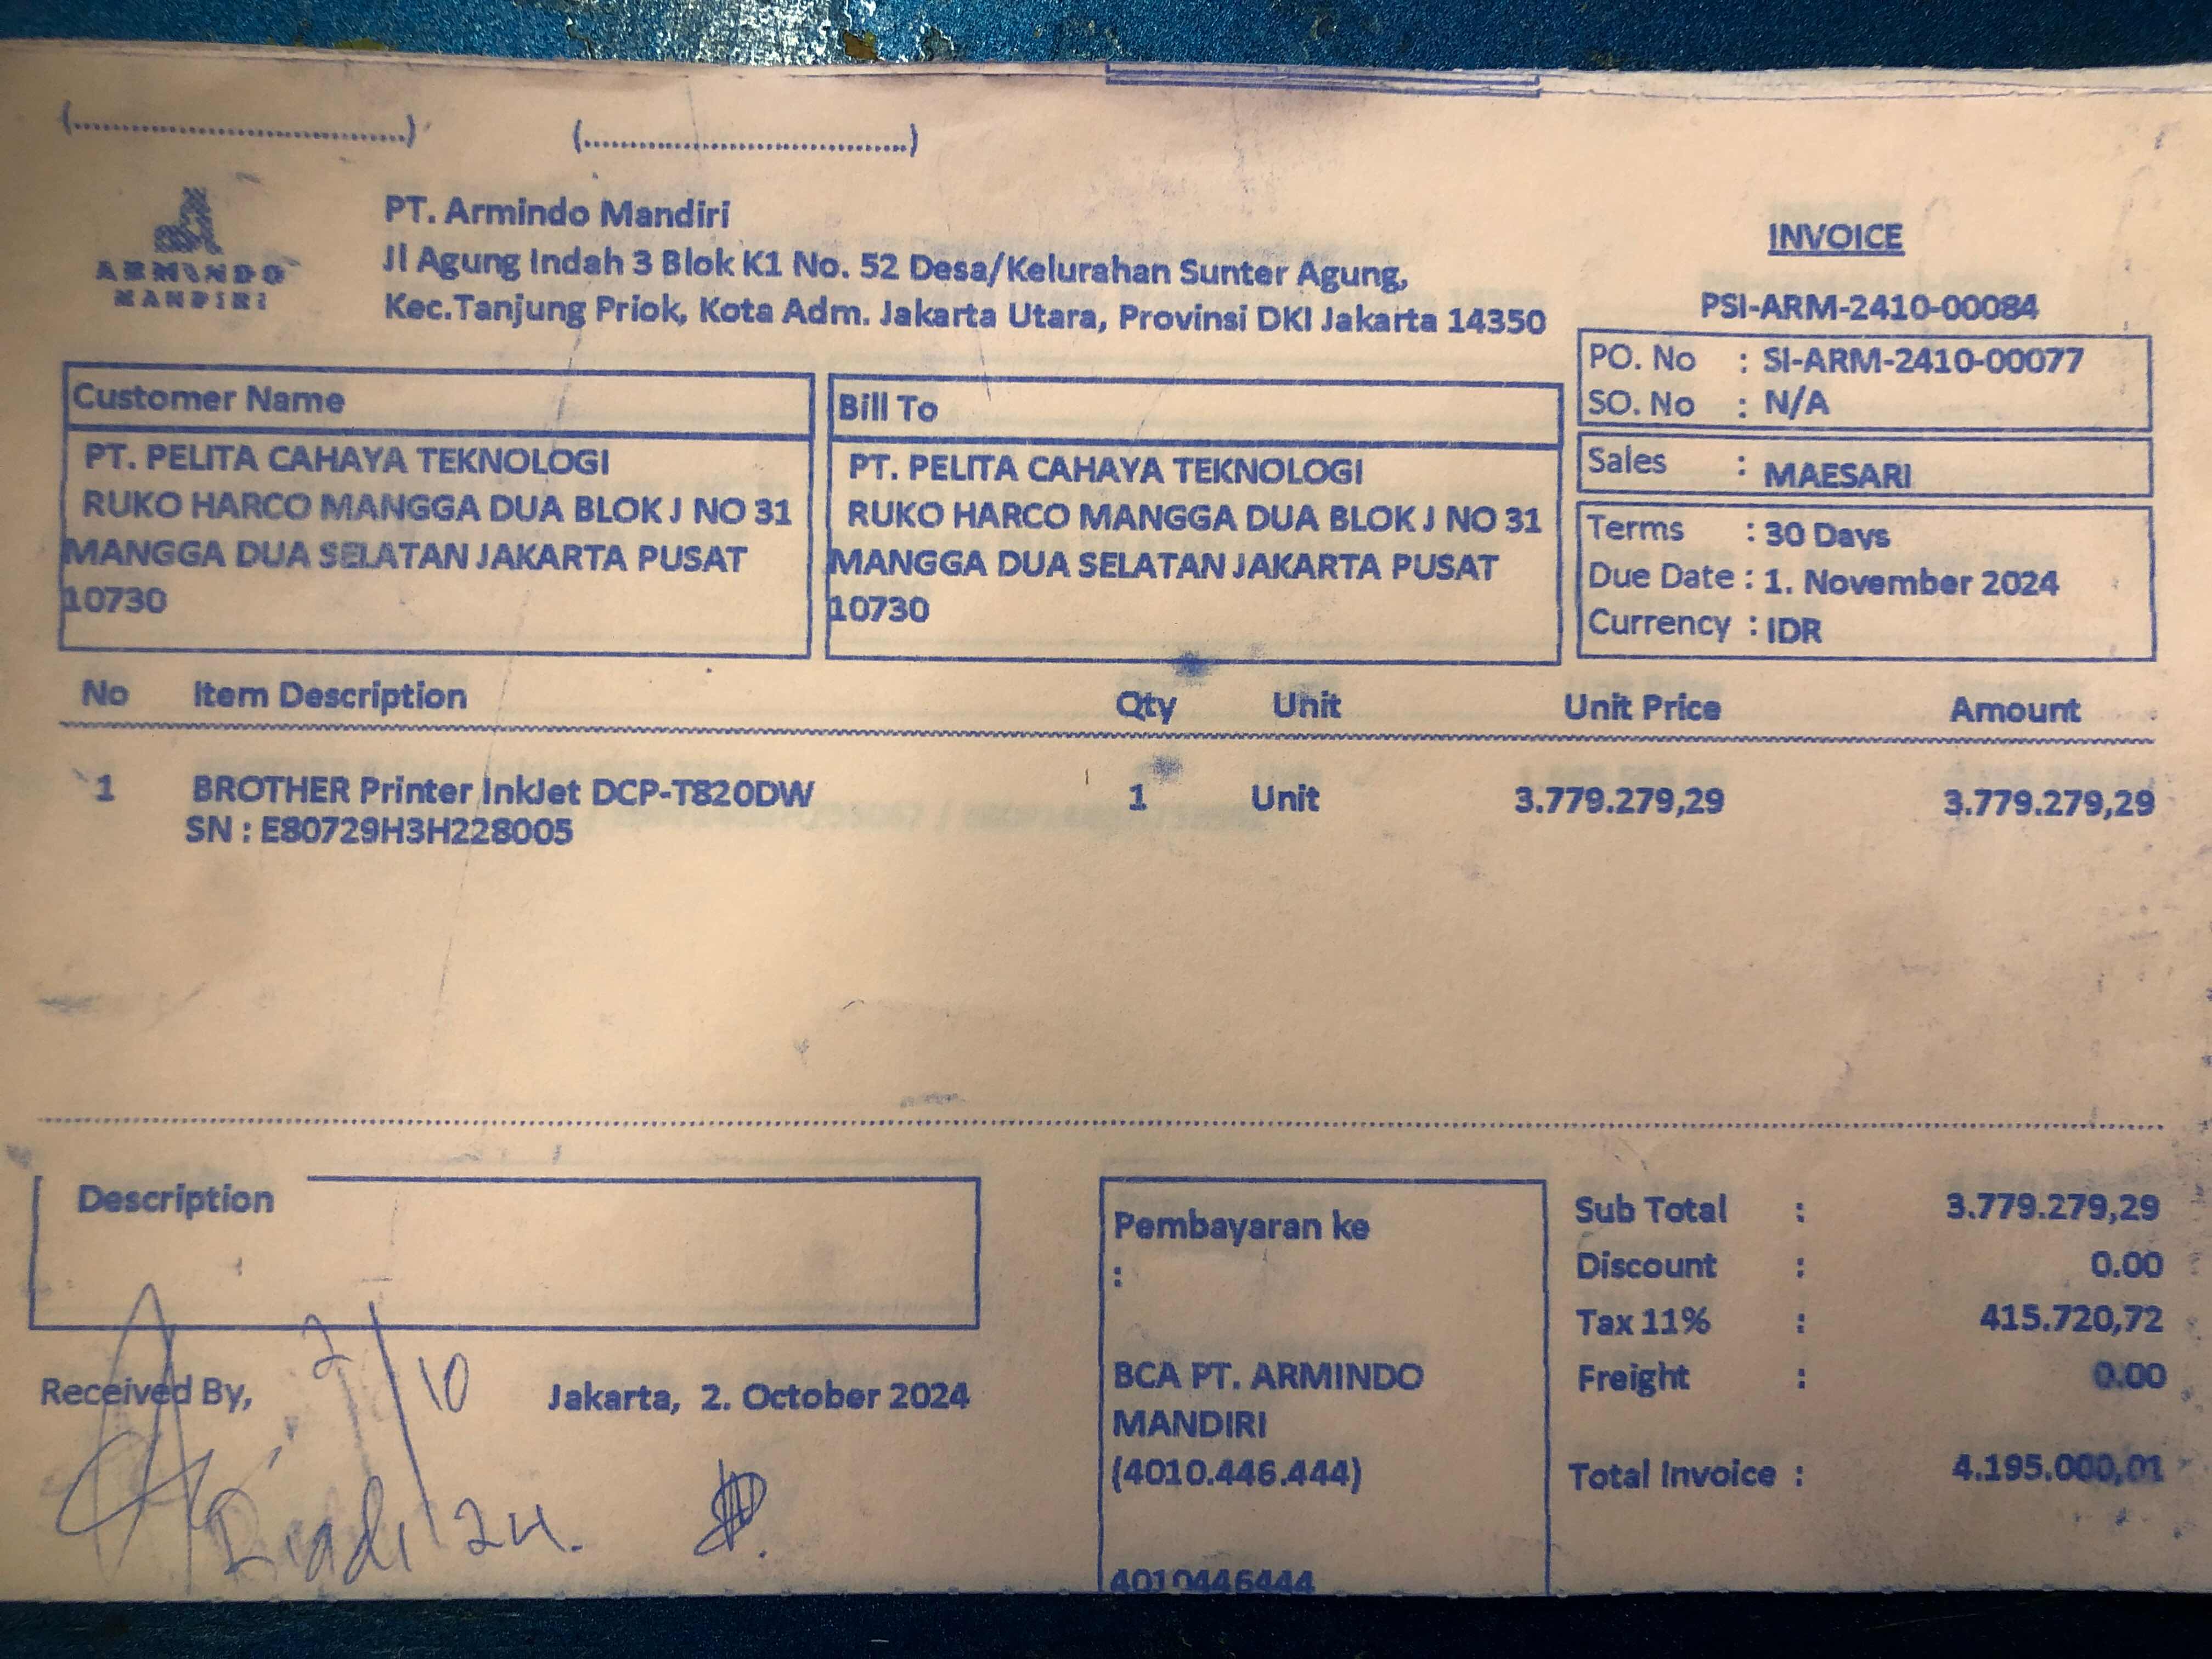 (..................................) (..................................)
ARMINDO
MANDIRI
PT. Armindo Mandiri
Jl Agung Indah 3 Blok K1 No. 52 Desa/Kelurahan Sunter Agung,
Kec.Tanjung Priok, Kota Adm. Jakarta Utara, Provinsi DKI Jakarta 14350
INVOICE
PSI-ARM-2410-00084
PO. No : SI-ARM-2410-00077
SO. No : N/A
Sales : MAESARI
Terms : 30 Days
Due Date : 1. November 2024
Currency : IDR
Customer Name
PT. PELITA CAHAYA TEKNOLOGI
RUKO HARCO MANGGA DUA BLOK J NO 31
MANGGA DUA SELATAN JAKARTA PUSAT
10730
Bill To
PT. PELITA CAHAYA TEKNOLOGI
RUKO HARCO MANGGA DUA BLOK J NO 31
MANGGA DUA SELATAN JAKARTA PUSAT
10730
No Item Description Qty Unit Unit Price Amount
1 BROTHER Printer InkJet DCP-T820DW 1 Unit 3.779.279,29 3.779.279,29
SN : E80729H3H228005
Description
Received By,
2/10
24.
Jakarta, 2. October 2024
Pembayaran ke
:
BCA PT. ARMINDO
MANDIRI
(4010.446.444)
4010446444
Sub Total : 3.779.279,29
Discount : 0.00
Tax 11% : 415.720,72
Freight : 0.00
Total Invoice : 4.195.000,01